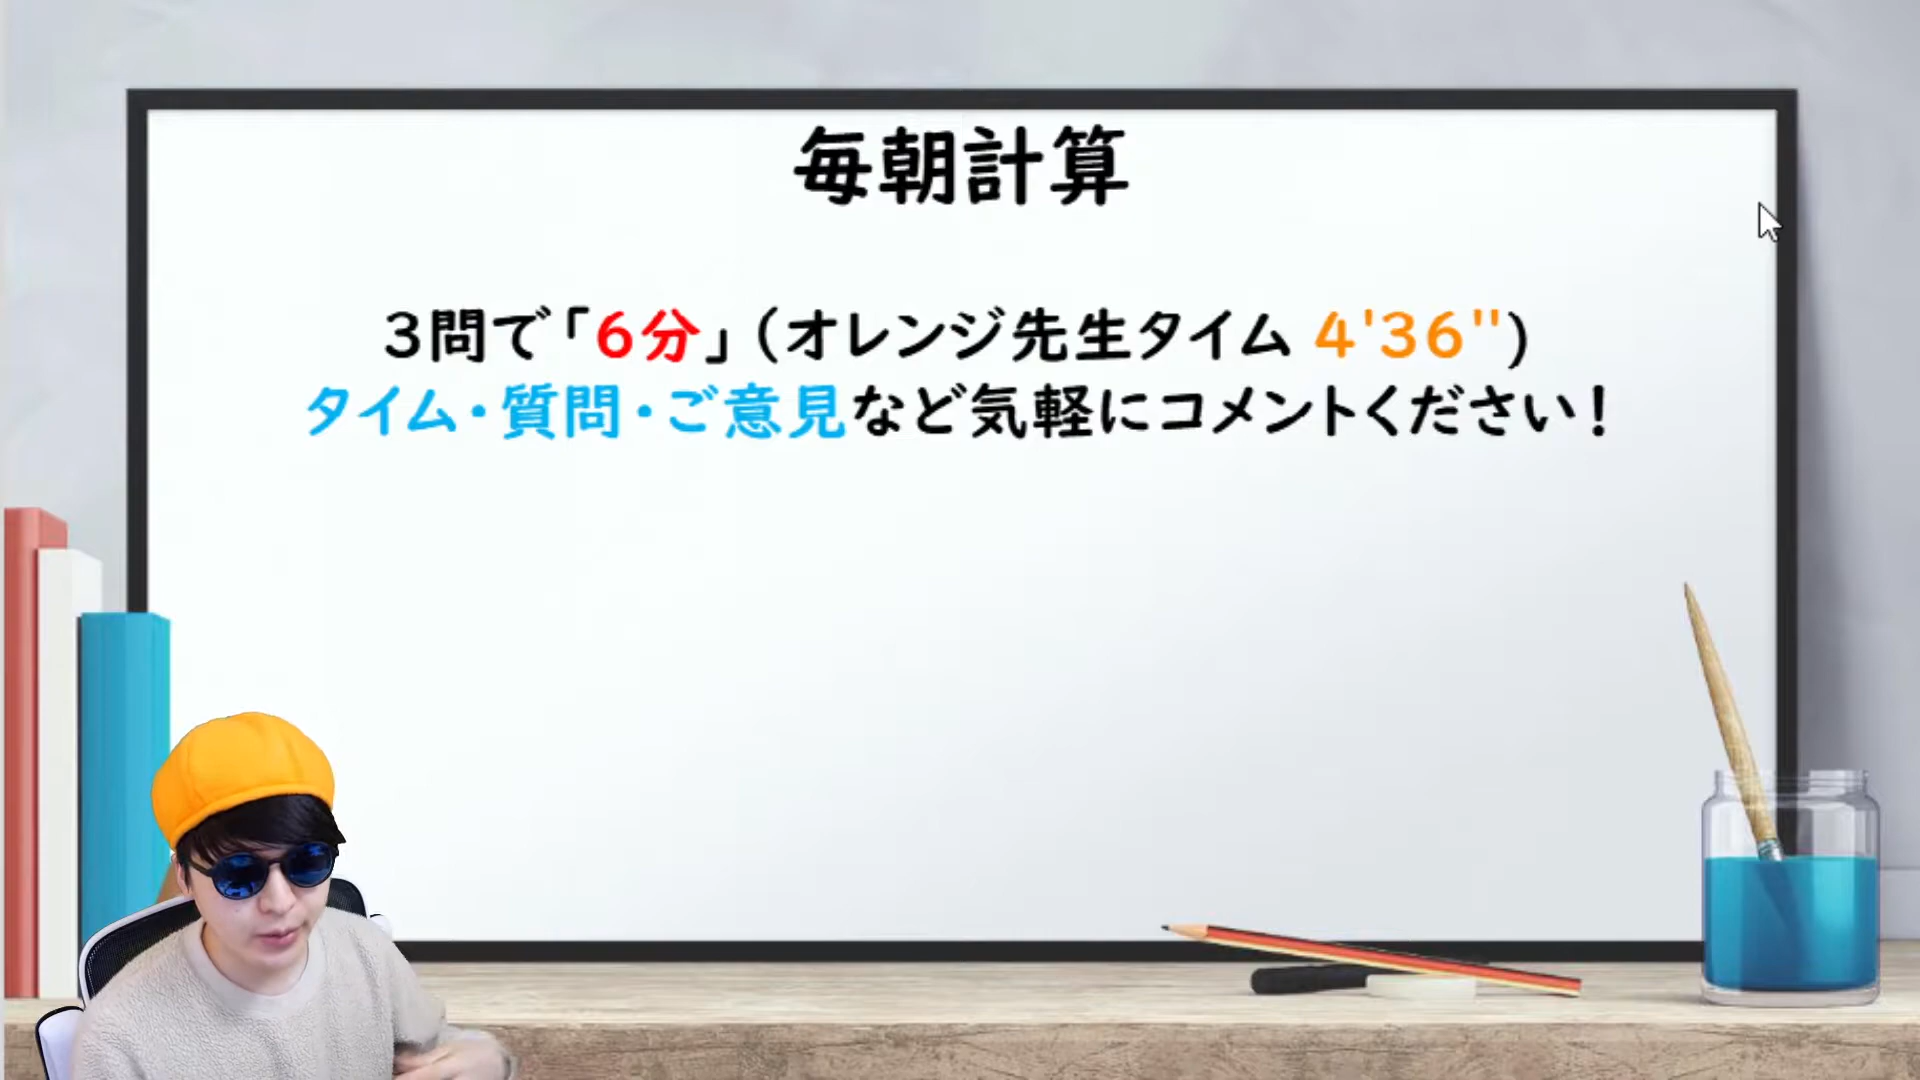 毎朝計算
3問で「6分」（オレンジ先生タイム 4'36")
タイム・質問・ご意見など気軽にコメントください！